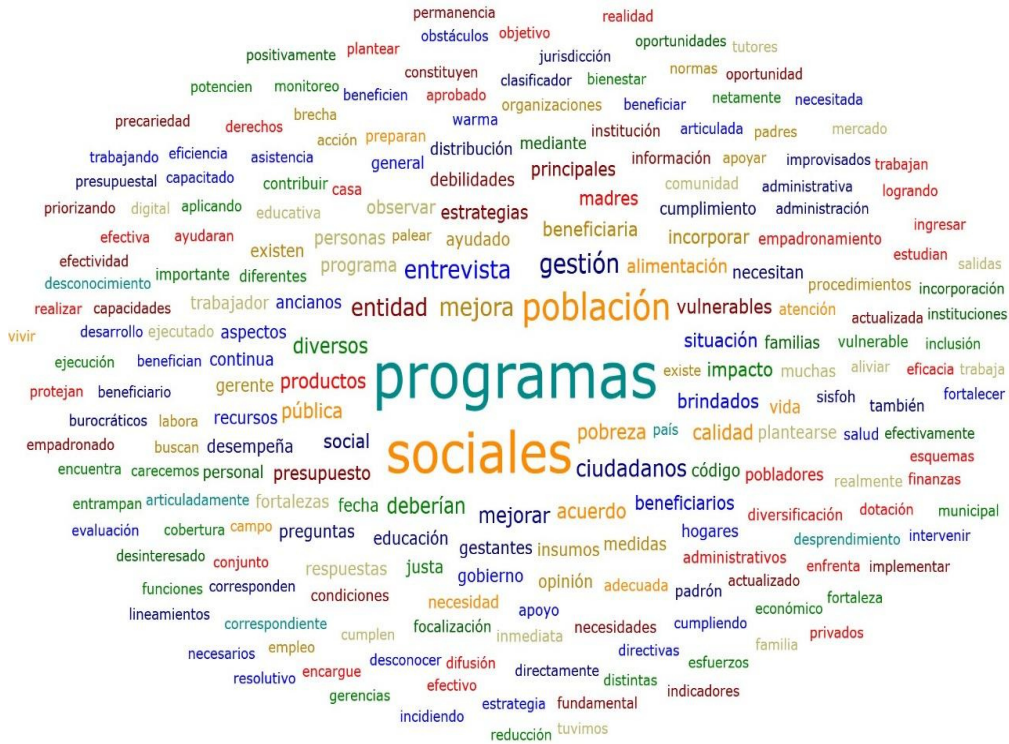 permanencia
realidad
obstáculos objetivo
positivamente plantear jurisdicción oportunidades tutores
constituyen normas
potencien monitoreo beneficien aprobado clasificador bienestar oportunidad
brecha organizaciones beneficiar netamente necesitada
precariedad derechos warma
acción preparan institución articulada padres mercado
trabajando eficiencia asistencia general distribución mediante información apoyar improvisados trabajan
presupuestal capacitado contribuir casa debilidades principales comunidad administrativa logrando
priorizando digital aplicando educativa observar estrategias madres cumplimiento administración
efectiva ayudaran personas palear ayudado beneficiaria incorporar empadronamiento ingresar
efectividad existen estudian
desconocimiento importante diferentes programa entrevista gestión alimentación necesitan salidas
procedimientos incorporación
realizar capacidades trabajador ancianos entidad mejora población vulnerables atención actualizada instituciones
vivir desarrollo ejecutado aspectos diversos situación familias vulnerable inclusión
ejecución benefician continua programas existe impacto muchas aliviar eficacia trabaja
protejan beneficiario gerente productos brindados vida sisfoh también fortalecer
burocráticos labora recursos pública
empadronado buscan desempeña social sociales pobreza país calidad plantearse salud efectivamente
encuentra carecemos personal presupuesto ciudadanos código pobladores realmente esquemas finanzas
entrampan articuladamente fortalezas fecha deberían mejorar acuerdo beneficiarios diversificación dotación municipal
evaluación cobertura campo preguntas educación gestantes insumos medidas hogares desprendimiento intervenir
desinteresado conjunto respuestas justa gobierno opinión administrativos enfrenta implementar
funciones corresponden condiciones necesidad adecuada padrón actualizado fortaleza
lineamientos correspondiente apoyo económico
cumplen focalización inmediata necesidades cumpliendo privados
necesarios empleo desconocer difusión directivas familia
resolutivo encargue efectivo directamente distintas esfuerzos
gerencias estrategia fundamental indicadores
incidiendo
reducción tuvimos